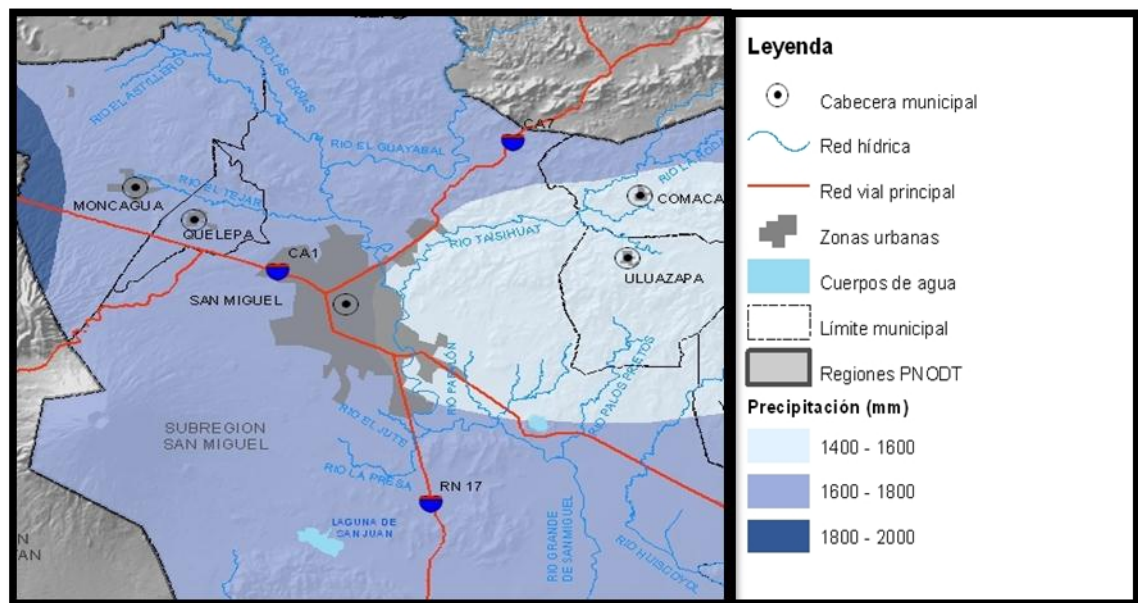 RIO LAS CAÑAS
RIO EL ASTILLERO
CA7
RIO EL GUAYABAL
RIO EL TEJAR
MONCAGUA
QUELEPA
COMACA
RIO TAISIHUAT
ULUAZAPA
CA1
SAN MIGUEL
RIO PAPALÓN
RIO PALOS PRIETOS
RIO EL JUTE
SUBREGION
SAN MIGUEL
RIO LA PRESA
RN 17
LAGUNA DE
SAN JUAN
RIO GRANDE
DE SAN MIGUEL
RIO HUISCOYOL
N
AN
Leyenda
Cabecera municipal
Red hídrica
Red vial principal
Zonas urbanas
Cuerpos de agua
Límite municipal
Regiones PNODT
Precipitación (mm)
1400 - 1600
1600 - 1800
1800 - 2000